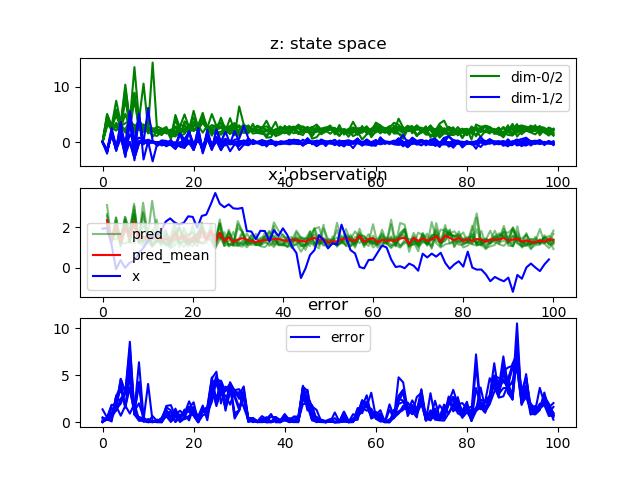 z: state space
10
0
dim-0/2
dim-1/2
0 20 40 60 80 100
x: observation
2
0
pred
pred_mean
x
0 20 40 60 80 100
error
10
5
0
error
0 20 40 60 80 100